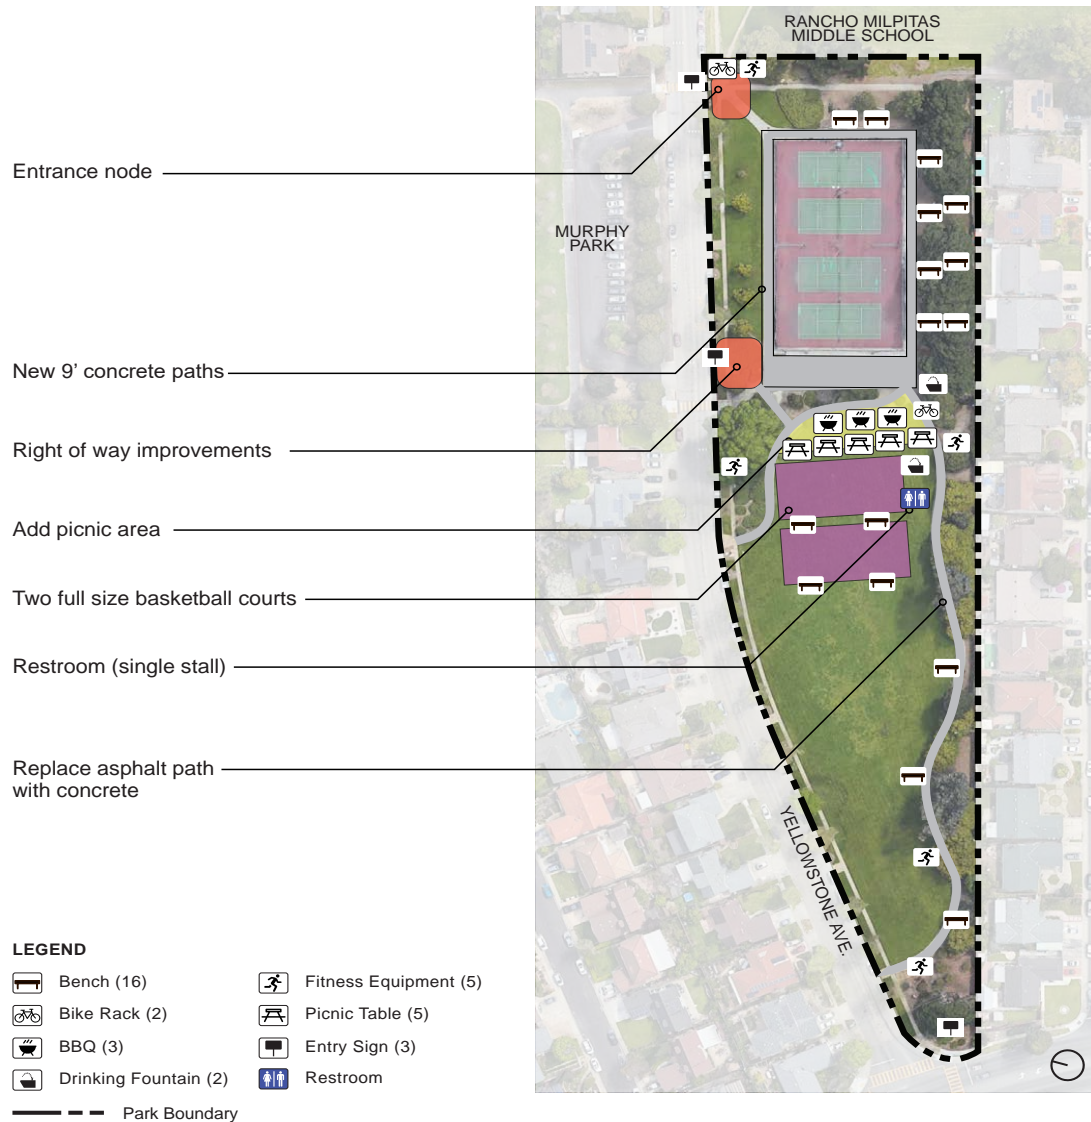 RANCHO MILPITAS
MIDDLE SCHOOL
Entrance node
MURPHY
PARK
New 9’ concrete paths
Right of way improvements
Add picnic area
Two full size basketball courts
Restroom (single stall)
Replace asphalt path
with concrete
YELLOWSTONE AVE.
LEGEND
Bench (16)
Bike Rack (2)
BBQ (3)
Drinking Fountain (2)
Park Boundary
Fitness Equipment (5)
Picnic Table (5)
Entry Sign (3)
Restroom